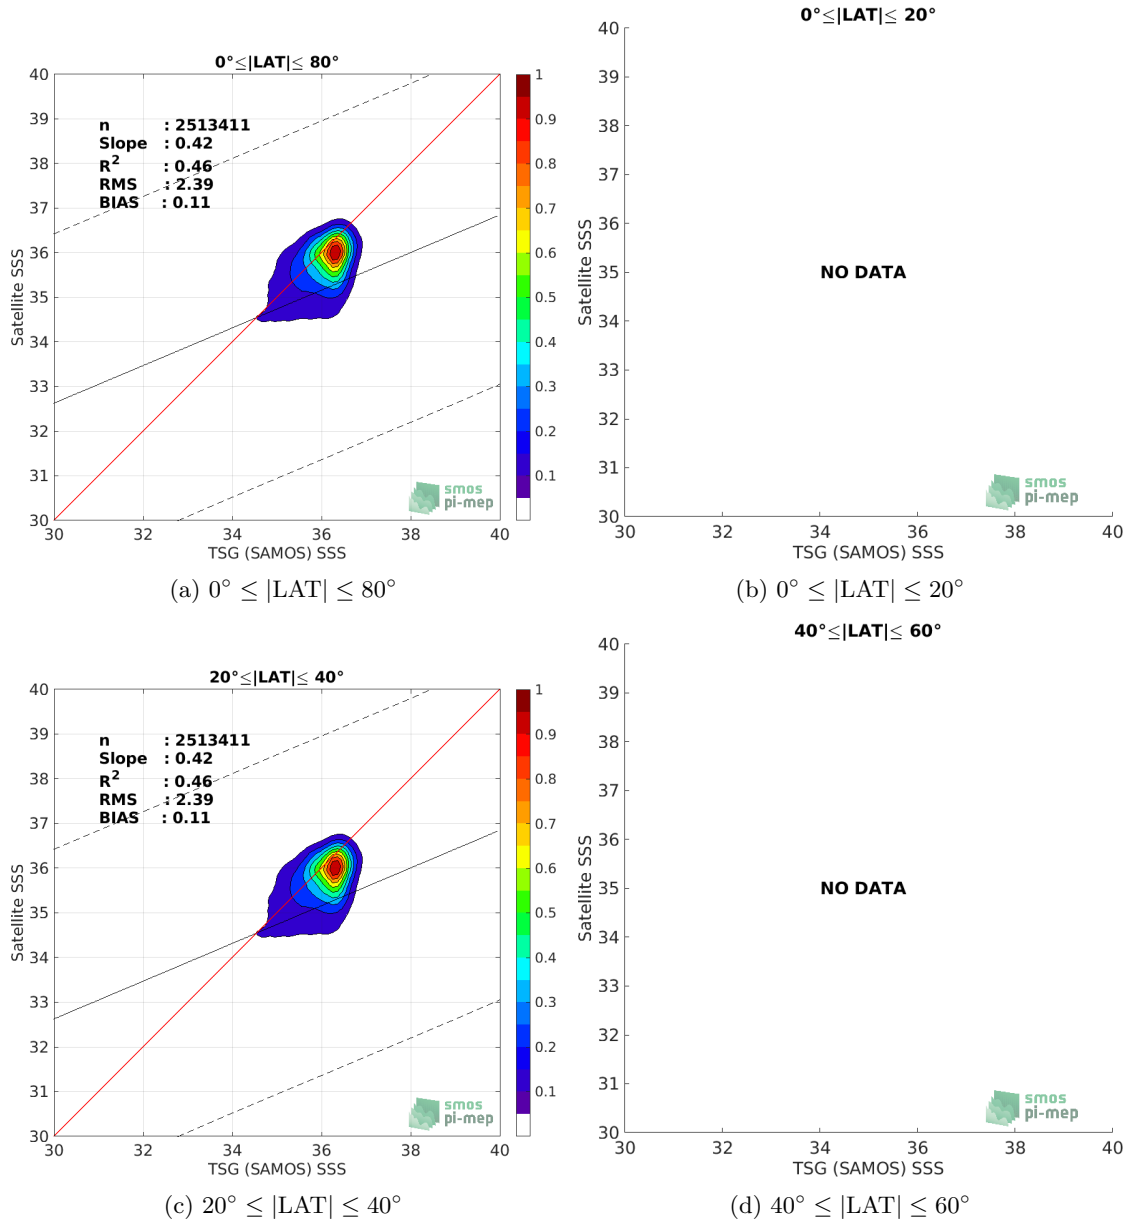 0°≤|LAT|≤ 80°
40
39
38
37
36
35
34
33
32
31
30
Satellite SSS
n : 2513411
Slope : 0.42
R2 : 0.46
RMS : 2.39
BIAS : 0.11
smos
pi-mep
30 32 34 36 38 40
TSG (SAMOS) SSS
1
0.9
0.8
0.7
0.6
0.5
0.4
0.3
0.2
0.1
(a) 0° ≤ |LAT| ≤ 80°
0°≤|LAT|≤ 20°
40
39
38
37
36
35
34
33
32
31
30
Satellite SSS
NO DATA
smos
pi-mep
30 32 34 36 38 40
TSG (SAMOS) SSS
(b) 0° ≤ |LAT| ≤ 20°
20°≤|LAT|≤ 40°
40
39
38
37
36
35
34
33
32
31
30
Satellite SSS
n : 2513411
Slope : 0.42
R2 : 0.46
RMS : 2.39
BIAS : 0.11
smos
pi-mep
30 32 34 36 38 40
TSG (SAMOS) SSS
1
0.9
0.8
0.7
0.6
0.5
0.4
0.3
0.2
0.1
(c) 20° ≤ |LAT| ≤ 40°
40°≤|LAT|≤ 60°
40
39
38
37
36
35
34
33
32
31
30
Satellite SSS
NO DATA
smos
pi-mep
30 32 34 36 38 40
TSG (SAMOS) SSS
(d) 40° ≤ |LAT| ≤ 60°